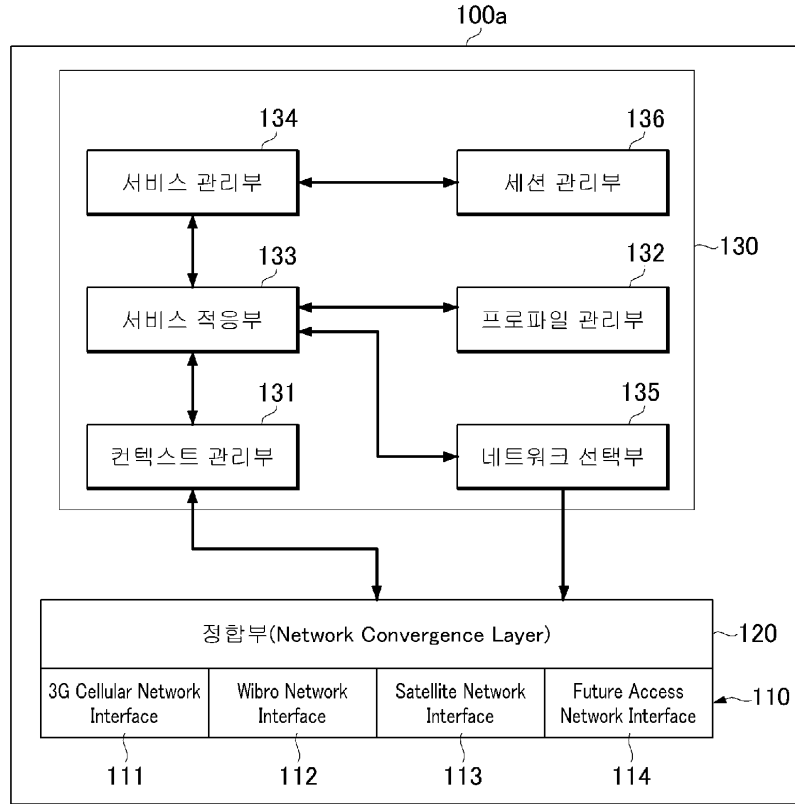 100a
134
136
서비스 관리부
세션 관리부
130
133
132
서비스 적응부
프로파일 관리부
131
135
컨텍스트 관리부
네트워크 선택부
정합부(Network Convergence Layer)
120
3G Cellular Network
Interface
Wibro Network
Interface
Satellite Network
Interface
Future Access
Network Interface
110
111
112
113
114